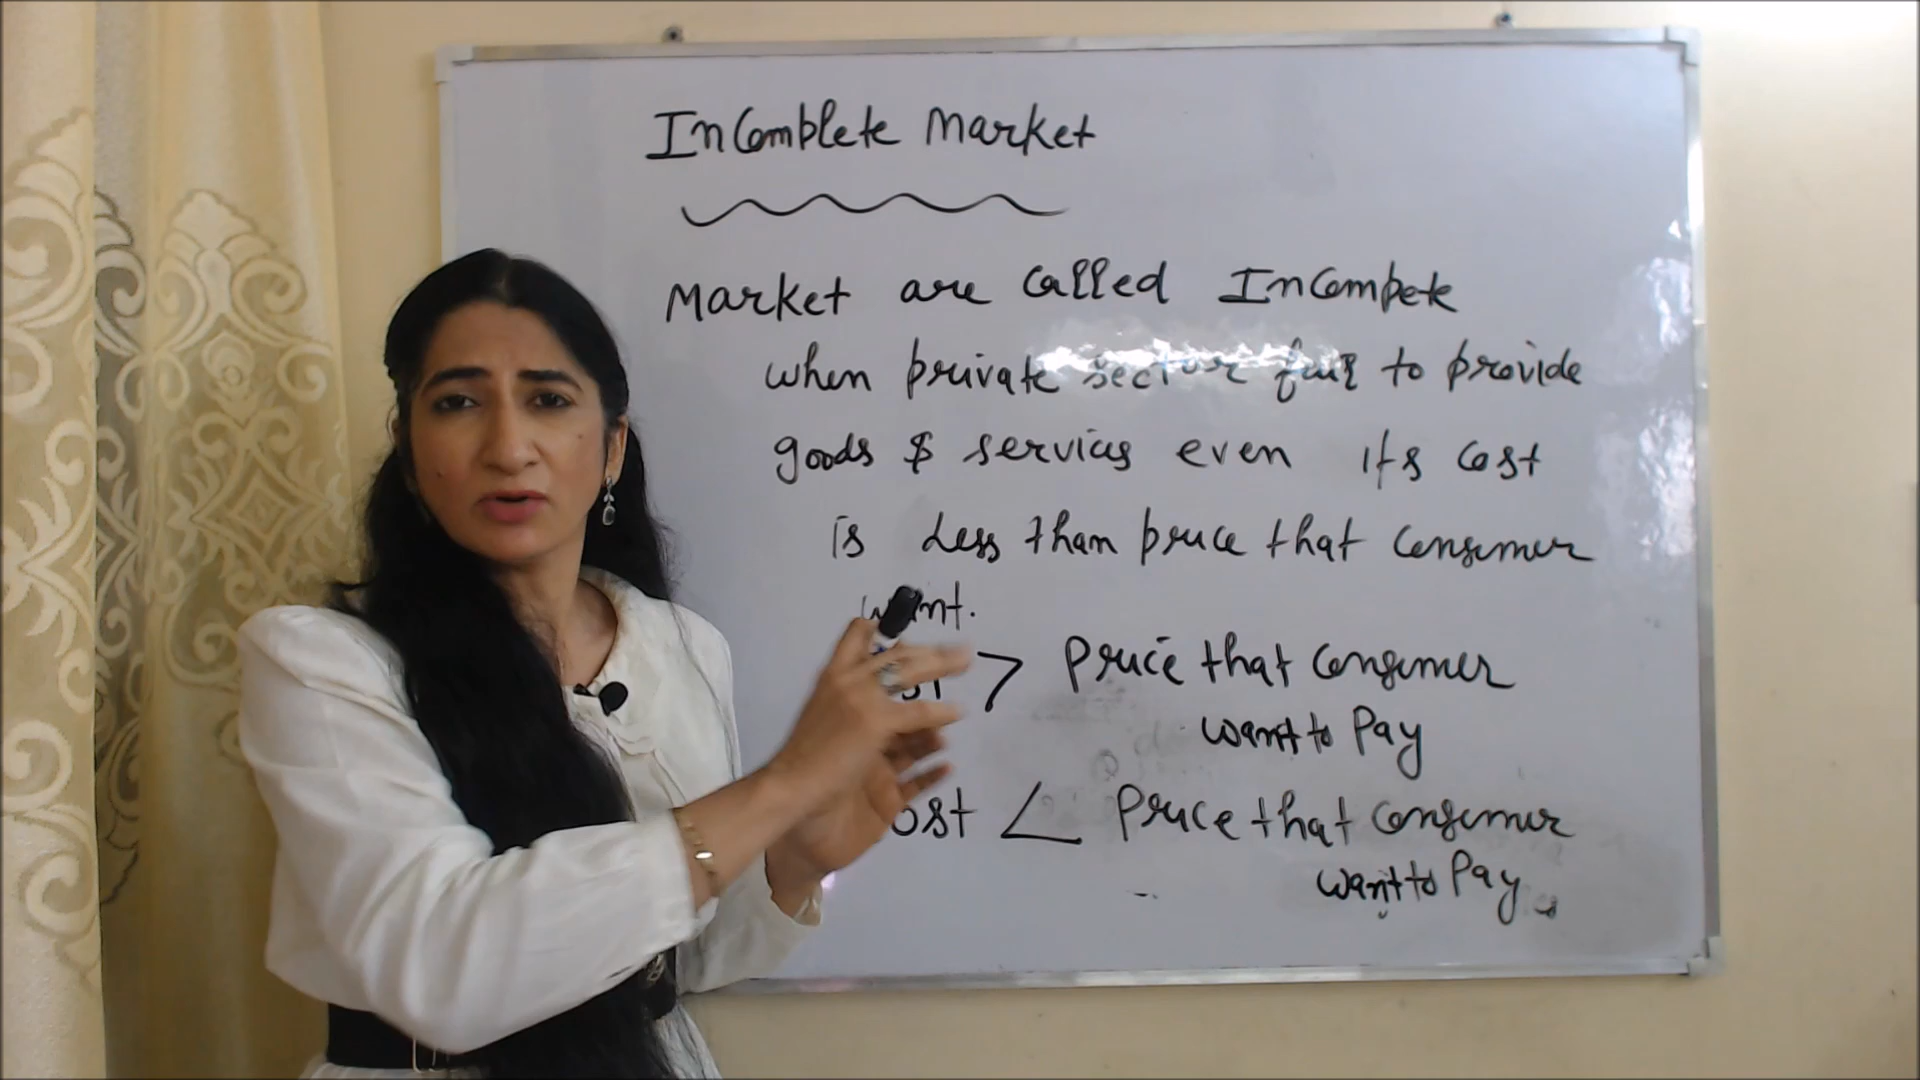 InComblete Market
Market are called InCompete
when private sector fail to provide
goods & services even its cost
is Less than price that Consumer
want.
> Price that Consumer
want to Pay
Cost < Price that Consumer
want to Pay